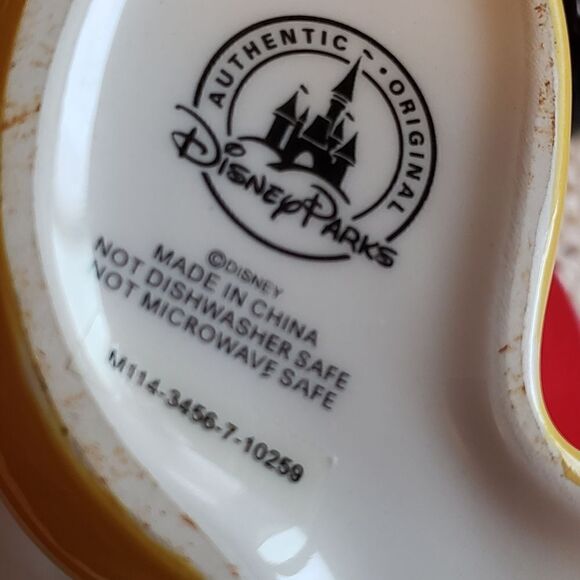 AUTHENTIC • ORIGINAL
Disney Parks
©DISNEY
MADE IN CHINA
NOT DISHWASHER SAFE
NOT MICROWAVE SAFE
M114-3456-7-10259